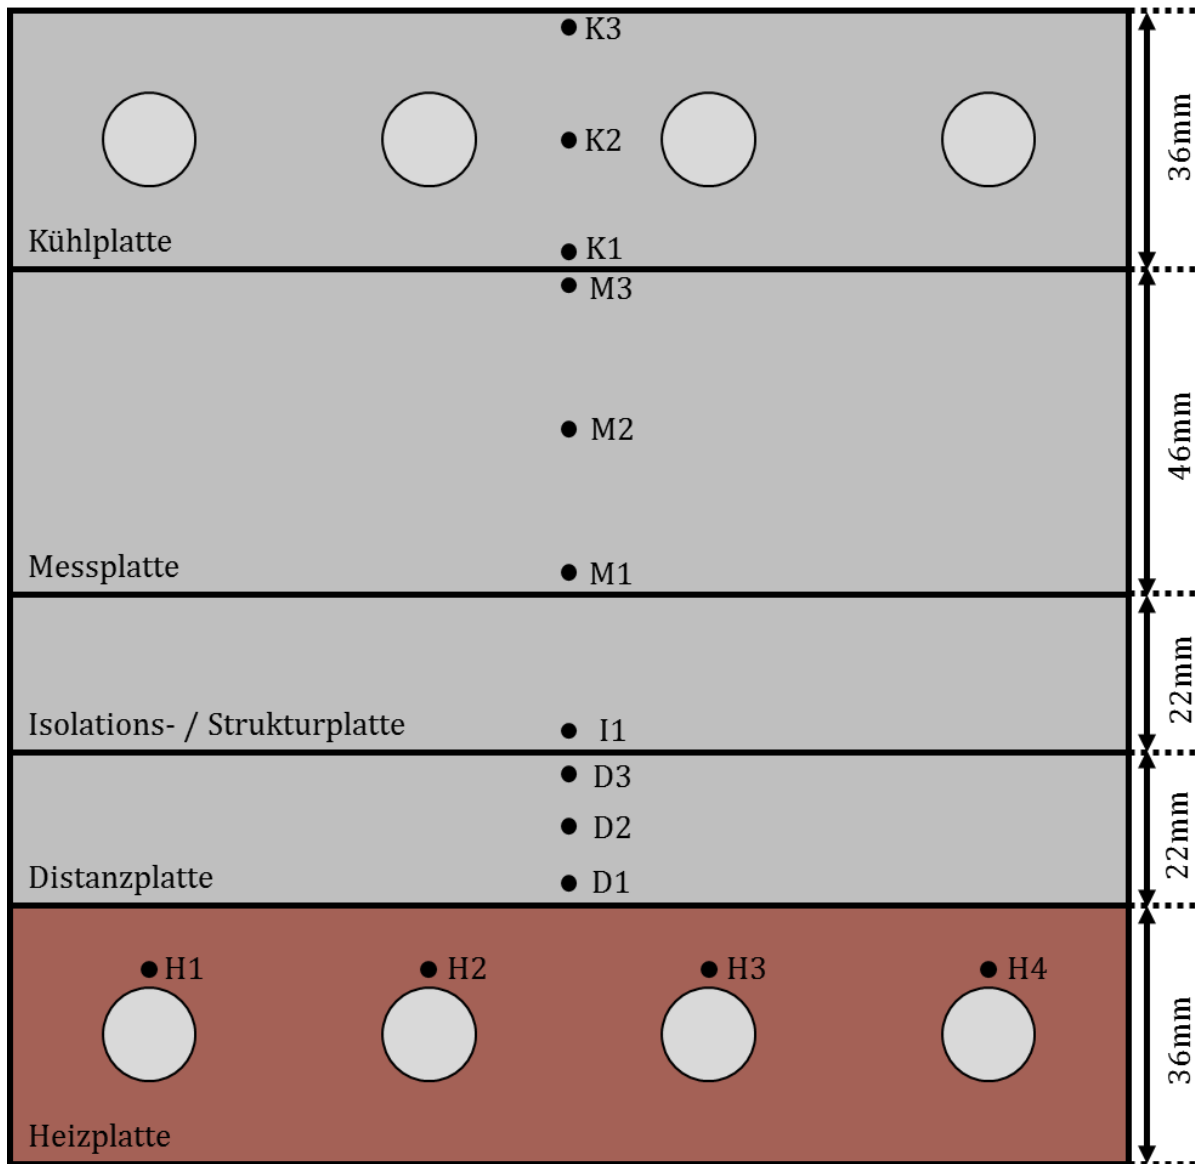 K3
K2
36mm
Kühlplatte
K1
M3
M2
46mm
Messplatte
M1
22mm
Isolations- / Strukturplatte
I1
D3
D2
22mm
Distanzplatte
D1
H1
H2
H3
H4
36mm
Heizplatte